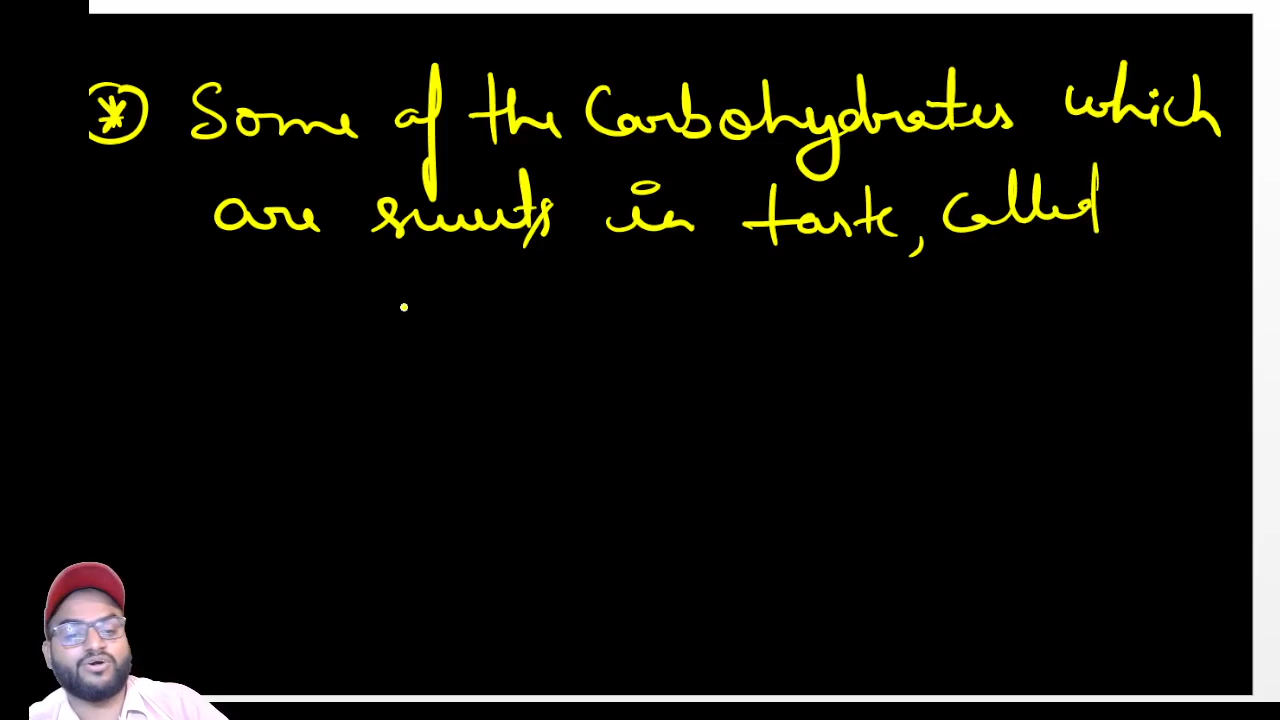 * Some of the Carbohydrates which
are sweets in taste, called